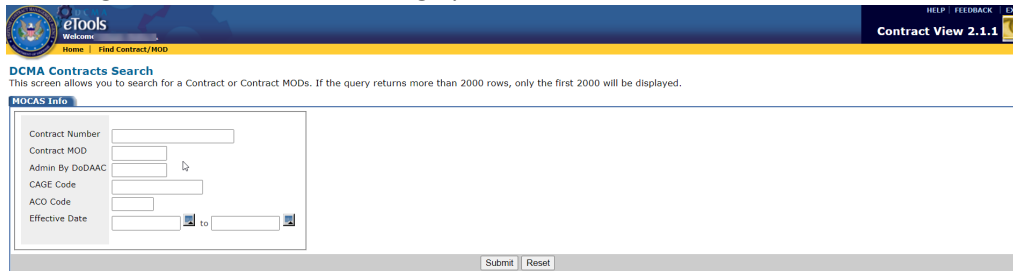 HELP | FEEDBACK | EX
eTools
Welcome
Contract View 2.1.1
Home | Find Contract/MOD
DCMA Contracts Search
This screen allows you to search for a Contract or Contract MODs. If the query returns more than 2000 rows, only the first 2000 will be displayed.
MOCAS Info
Contract Number
Contract MOD
Admin By DoDAAC
CAGE Code
ACO Code
Effective Date to
Submit Reset